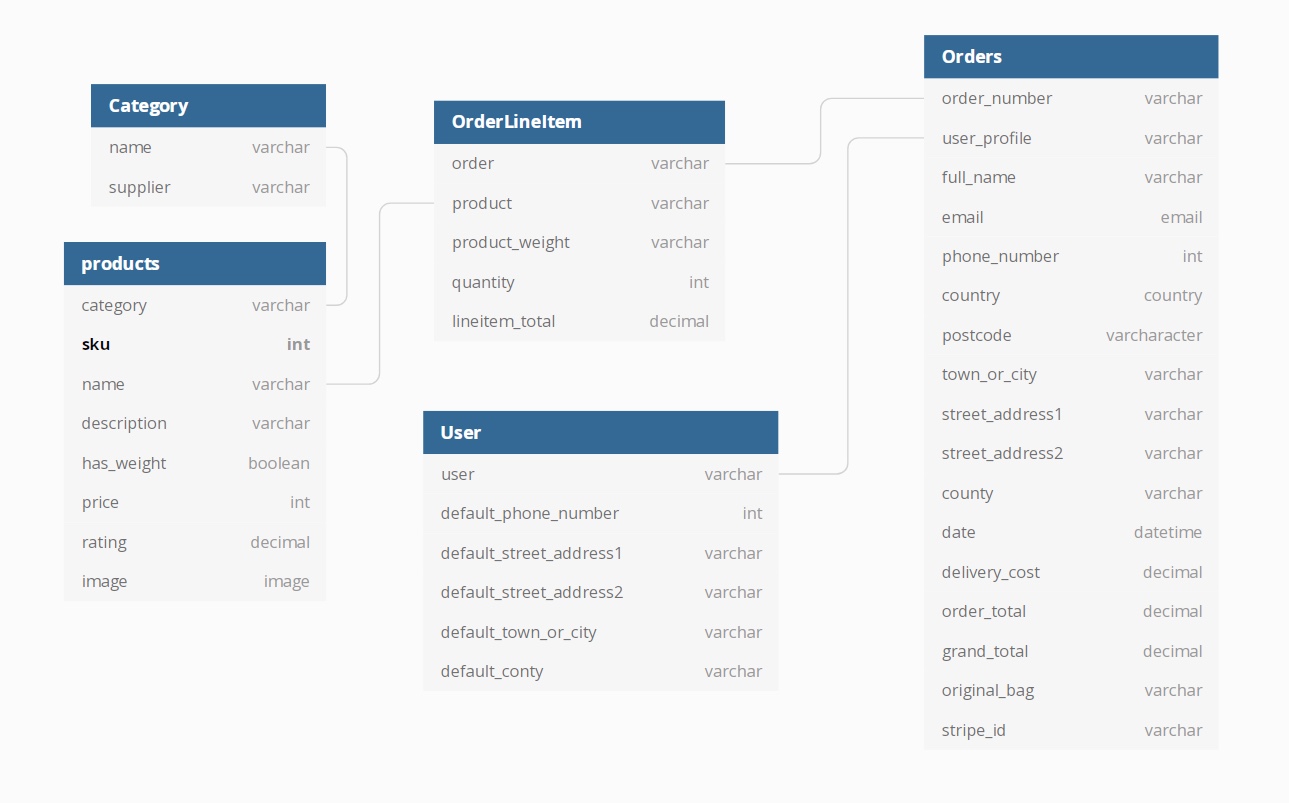 Category
name varchar
supplier varchar
products
category varchar
sku int
name varchar
description varchar
has_weight boolean
price int
rating decimal
image image
OrderLineItem
order varchar
product varchar
product_weight varchar
quantity int
lineitem_total decimal
User
user varchar
default_phone_number int
default_street_address1 varchar
default_street_address2 varchar
default_town_or_city varchar
default_conty varchar
Orders
order_number varchar
user_profile varchar
full_name varchar
email email
phone_number int
country country
postcode varcharacter
town_or_city varchar
street_address1 varchar
street_address2 varchar
county varchar
date datetime
delivery_cost decimal
order_total decimal
grand_total decimal
original_bag varchar
stripe_id varchar